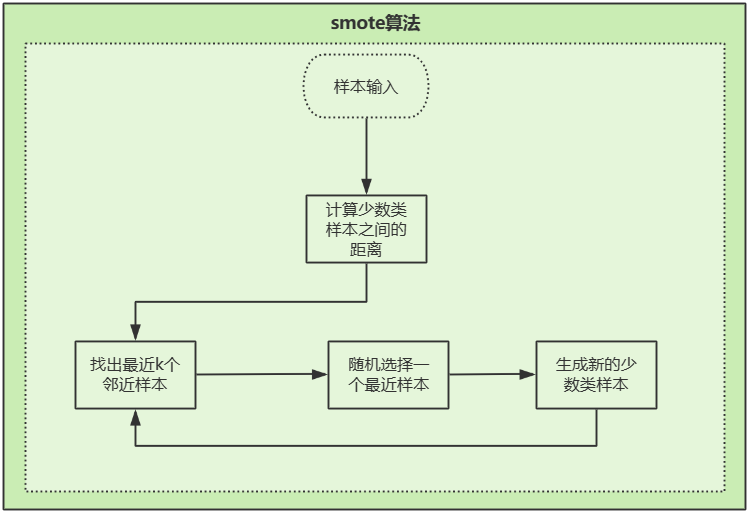 smote算法
样本输入
计算少数类
样本之间的
距离
找出最近k个
邻近样本
随机选择一
个最近样本
生成新的少
数类样本